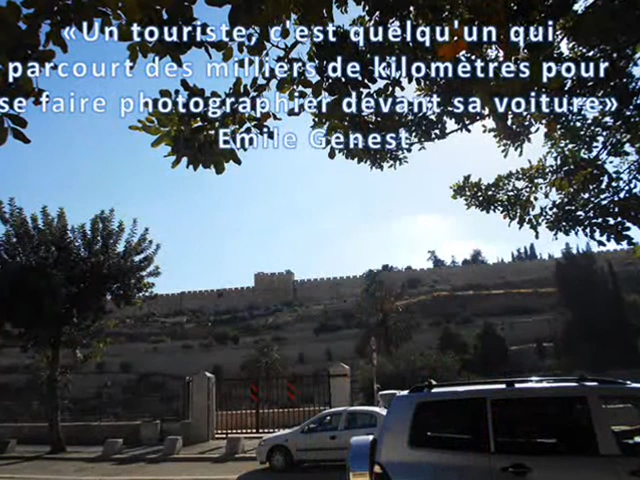 «Un touriste, c'est quelqu'un qui
parcourt des milliers de kilomètres pour
se faire photographier devant sa voiture»
Emile Genest